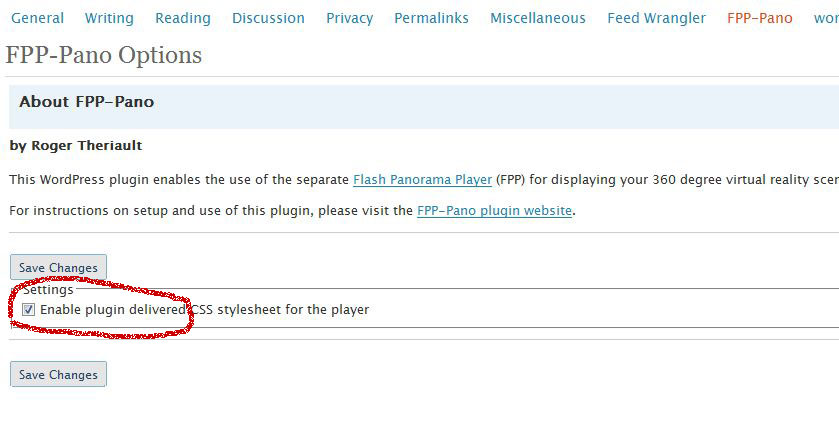 General Writing Reading Discussion Privacy Permalinks Miscellaneous Feed Wrangler FPP-Pano wor
FPP-Pano Options
About FPP-Pano
by Roger Theriault
This WordPress plugin enables the use of the separate Flash Panorama Player (FPP) for displaying your 360 degree virtual reality scen
For instructions on setup and use of this plugin, please visit the FPP-Pano plugin website.
Save Changes
Settings
Enable plugin delivered CSS stylesheet for the player
Save Changes